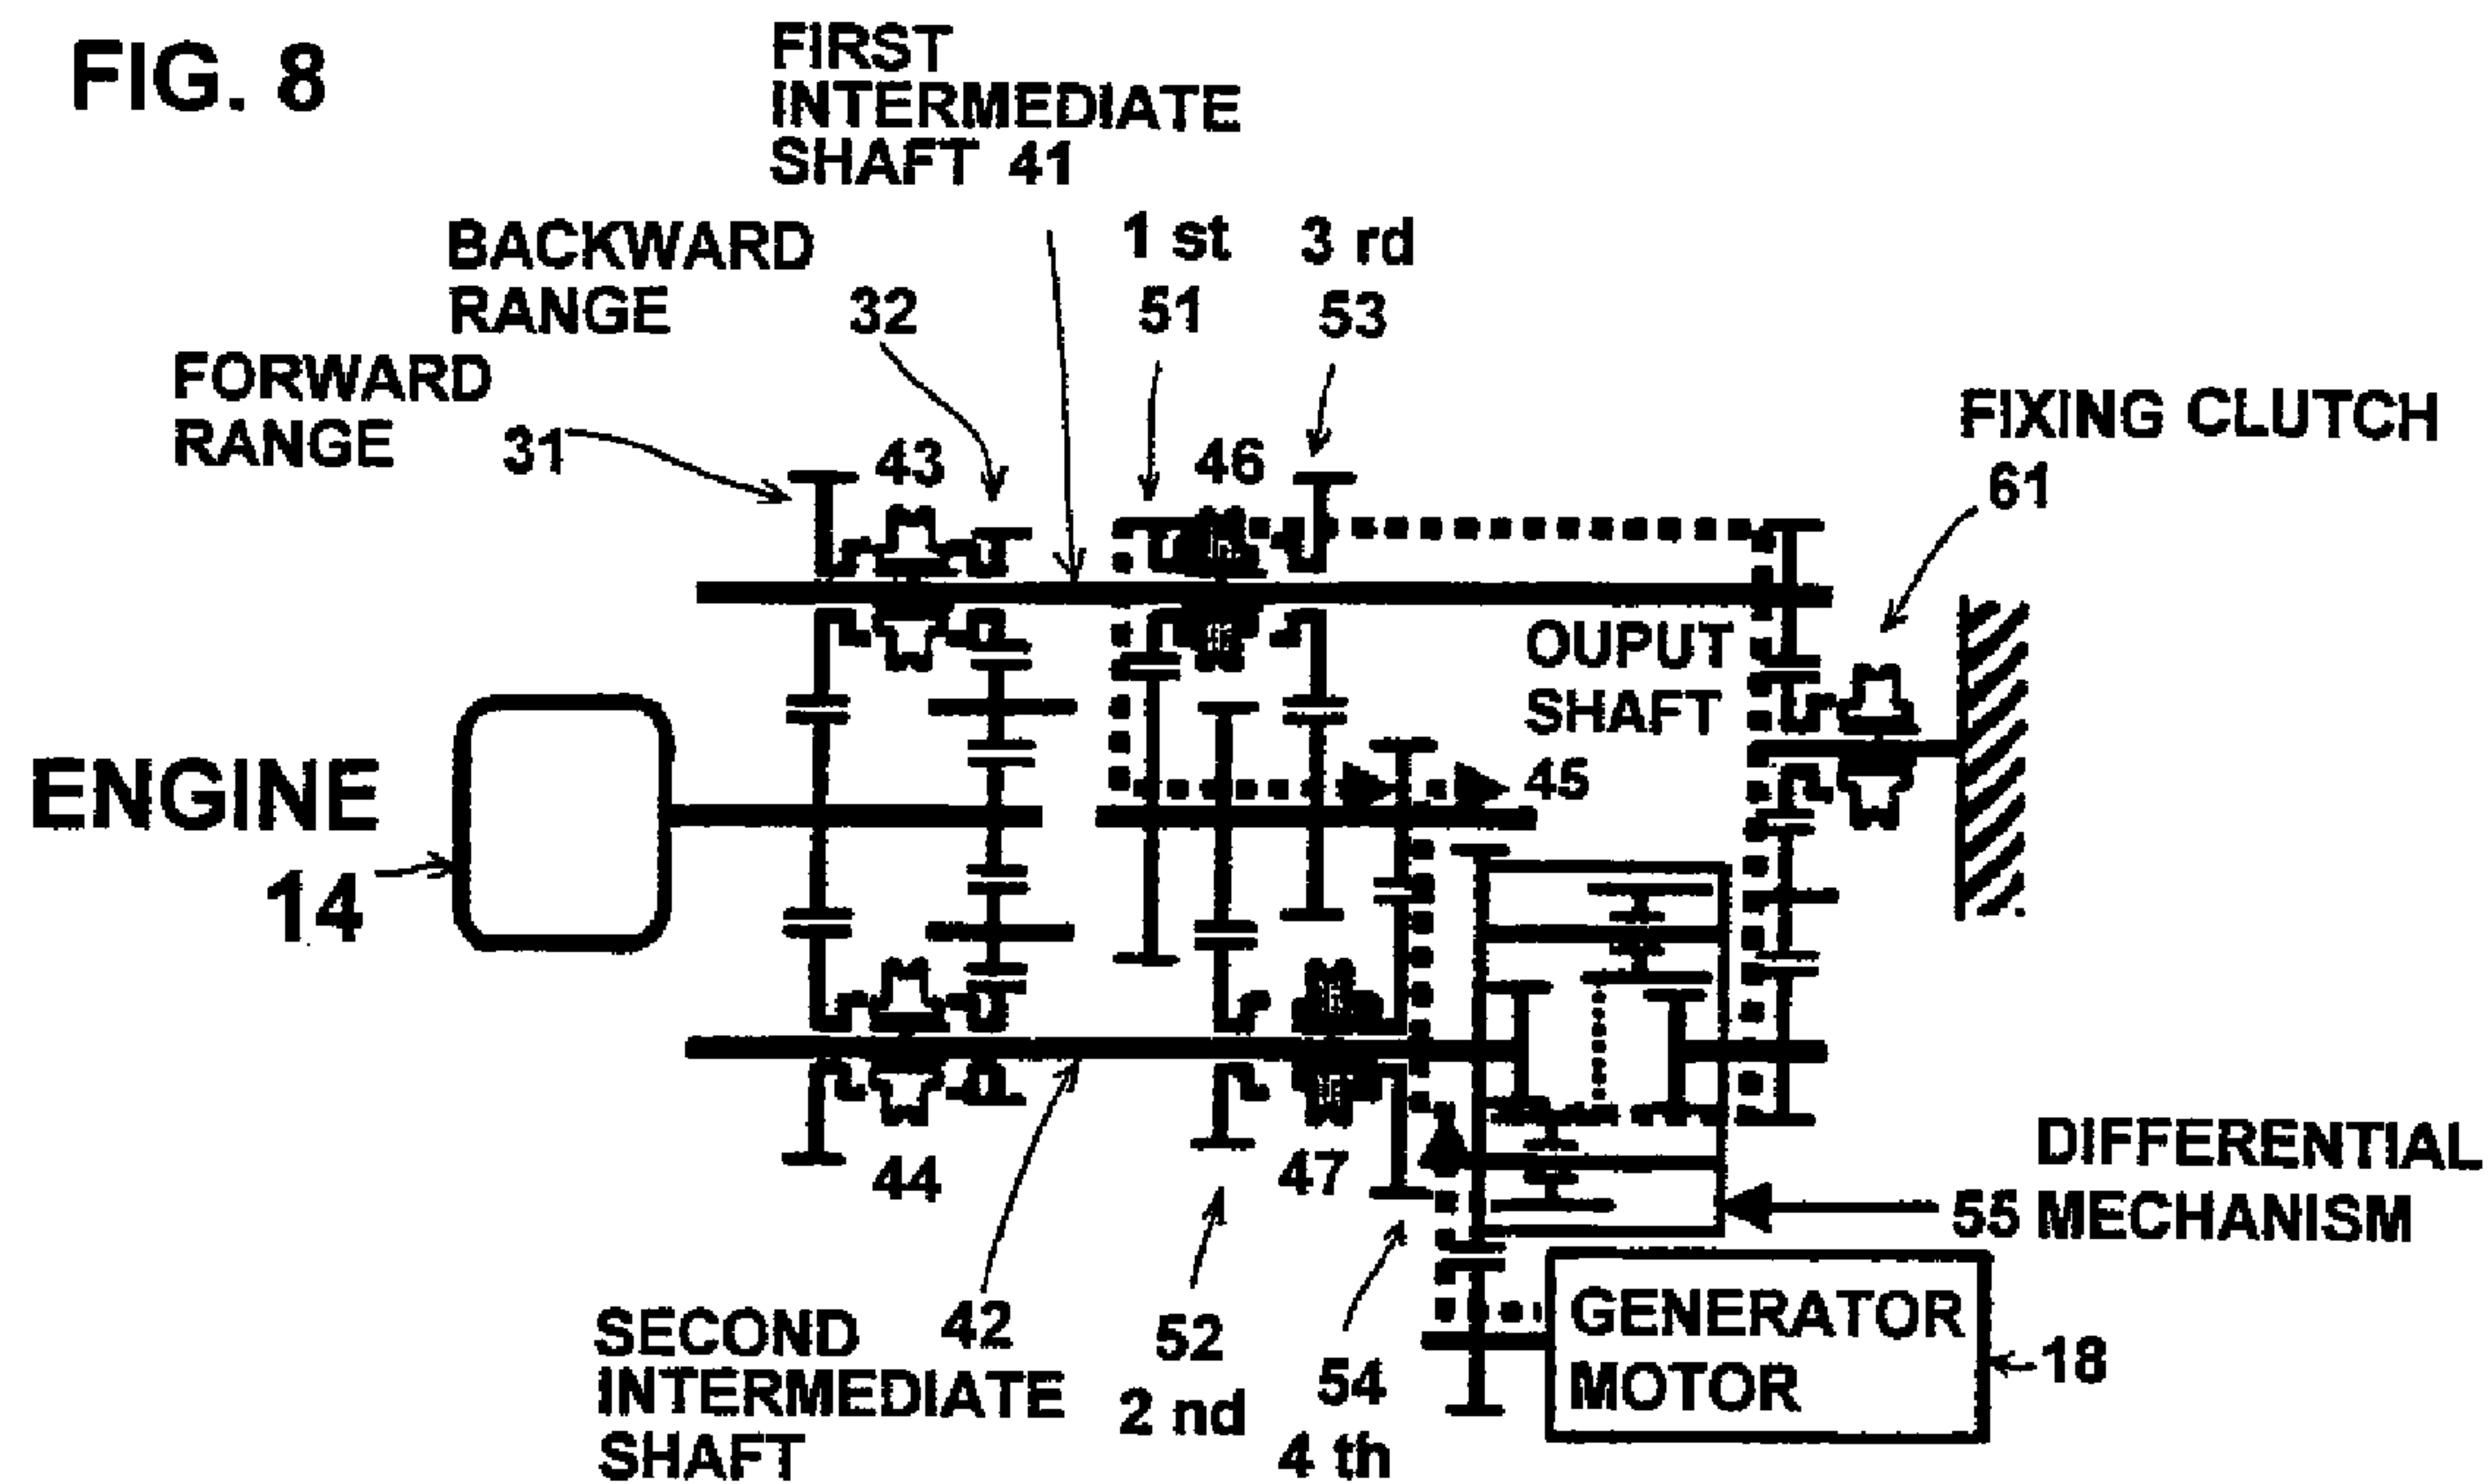 FIG. 8
FIRST
INTERMEDIATE
SHAFT 41
BACKWARD
RANGE 32
1 st
51
3 rd
53
FORWARD
RANGE 31
43
46
FIXING CLUTCH
61
OUPUT
SHAFT
45
ENGINE
14
44
47
DIFFERENTIAL
55 MECHANISM
SECOND 42
INTERMEDIATE
SHAFT
52
2 nd
54
4 th
GENERATOR
MOTOR
18